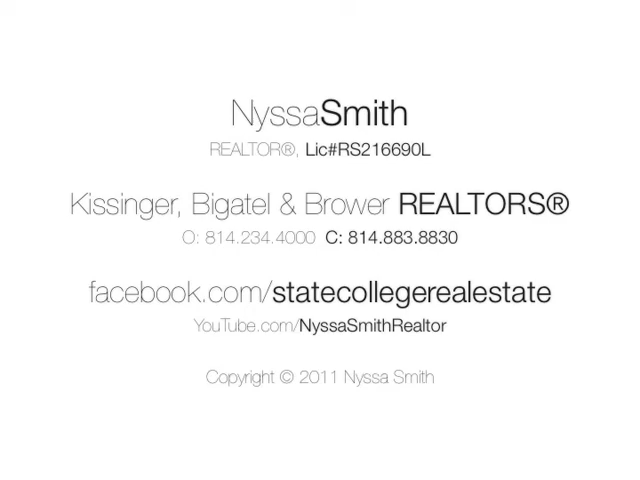 NyssaSmith
REALTOR®, Lic#RS216690L
Kissinger, Bigatel & Brower REALTORS®
O: 814.234.4000 C: 814.883.8830
facebook.com/statecollegerealestate
YouTube.com/NyssaSmithRealtor
Copyright © 2011 Nyssa Smith